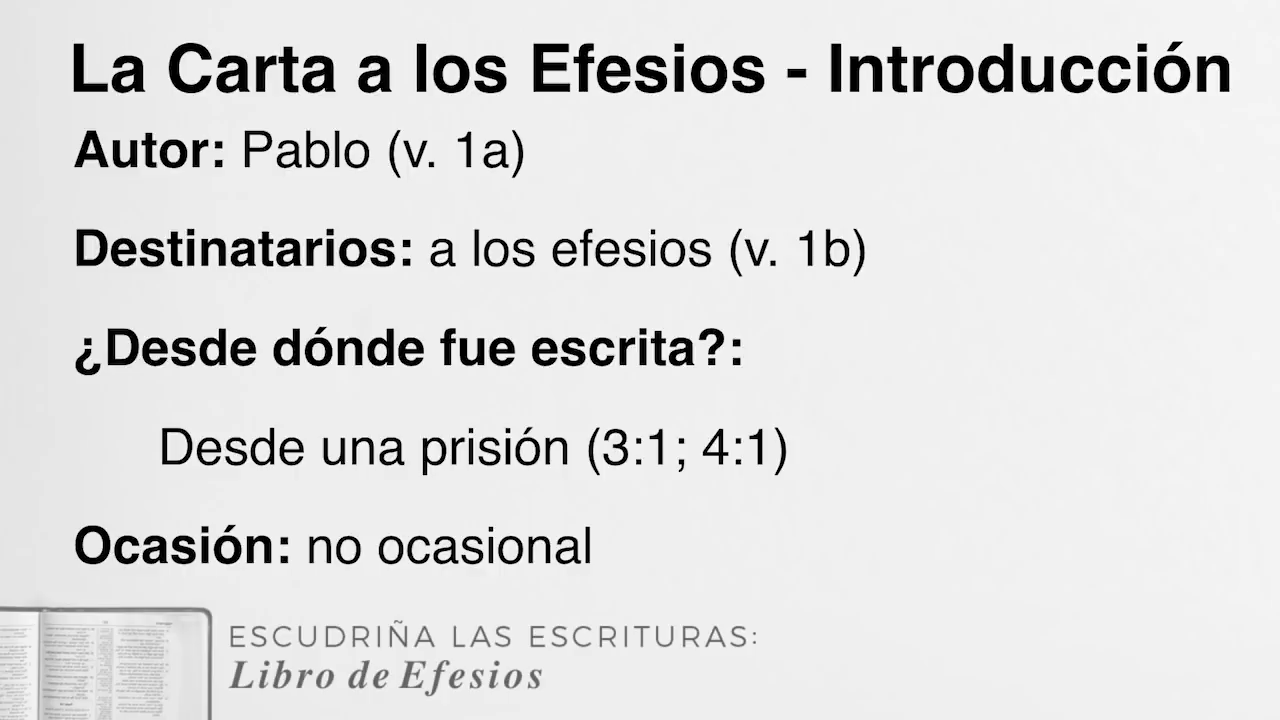 La Carta a los Efesios - Introducción
Autor: Pablo (v. 1a)
Destinatarios: a los efesios (v. 1b)
¿Desde dónde fue escrita?:
Desde una prisión (3:1; 4:1)
Ocasión: no ocasional
ESCUDRIÑA LAS ESCRITURAS:
Libro de Efesios